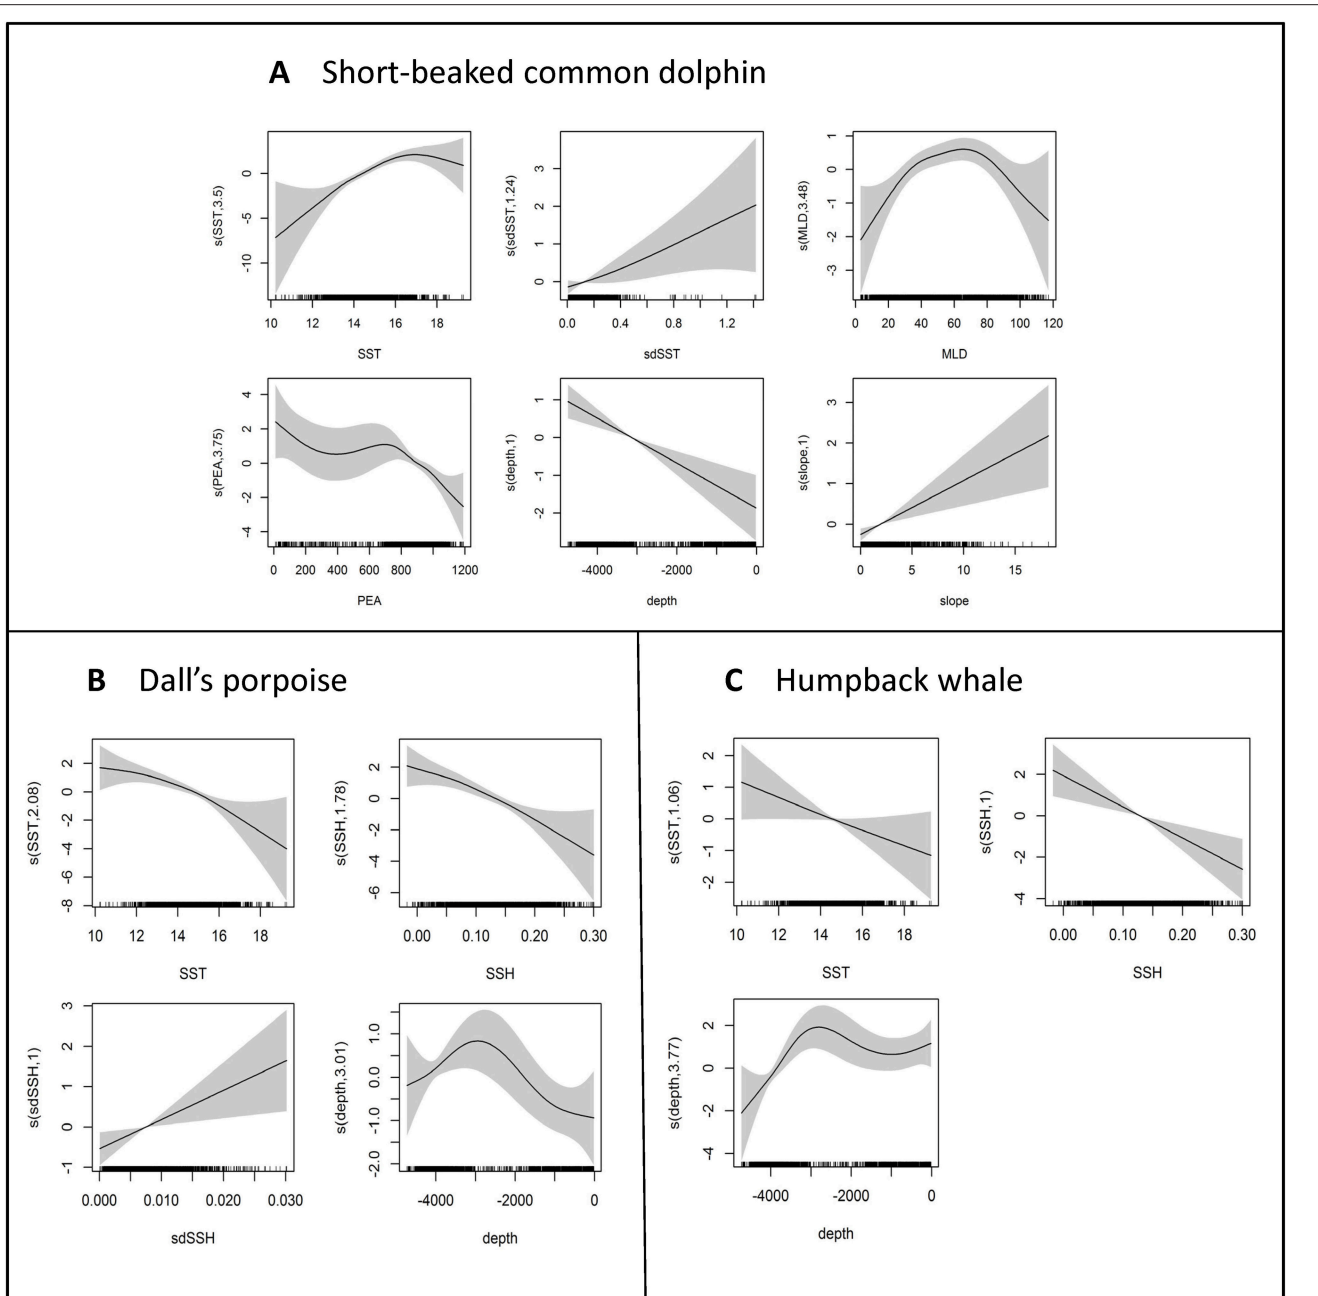 A Short-beaked common dolphin
s(SST,3.5)
0
-5
-10
10 12 14 16 18
SST
s(sdSST,1.24)
3
2
1
0
0.0 0.4 0.8 1.2
sdSST
s(MLD,3.48)
1
0
-1
-2
-3
0 20 40 60 80 100 120
MLD
s(PEA,3.75)
4
2
0
-2
-4
0 200 400 600 800 1200
PEA
s(depth,1)
1
0
-1
-2
-4000 -2000 0
depth
s(slope,1)
3
2
1
0
0 5 10 15
slope
B Dall’s porpoise
s(SST,2.08)
2
0
-2
-4
-6
-8
10 12 14 16 18
SST
s(SSH,1.78)
2
0
-2
-4
-6
0.00 0.10 0.20 0.30
SSH
s(sdSSH,1)
3
2
1
0
-1
0.000 0.010 0.020 0.030
sdSSH
s(depth,3.01)
1.0
0.0
-1.0
-2.0
-4000 -2000 0
depth
C Humpback whale
s(SST,1.06)
2
1
0
-1
-2
10 12 14 16 18
SST
s(SSH,1)
2
0
-2
-4
0.00 0.10 0.20 0.30
SSH
s(depth,3.77)
2
0
-2
-4
-4000 -2000 0
depth